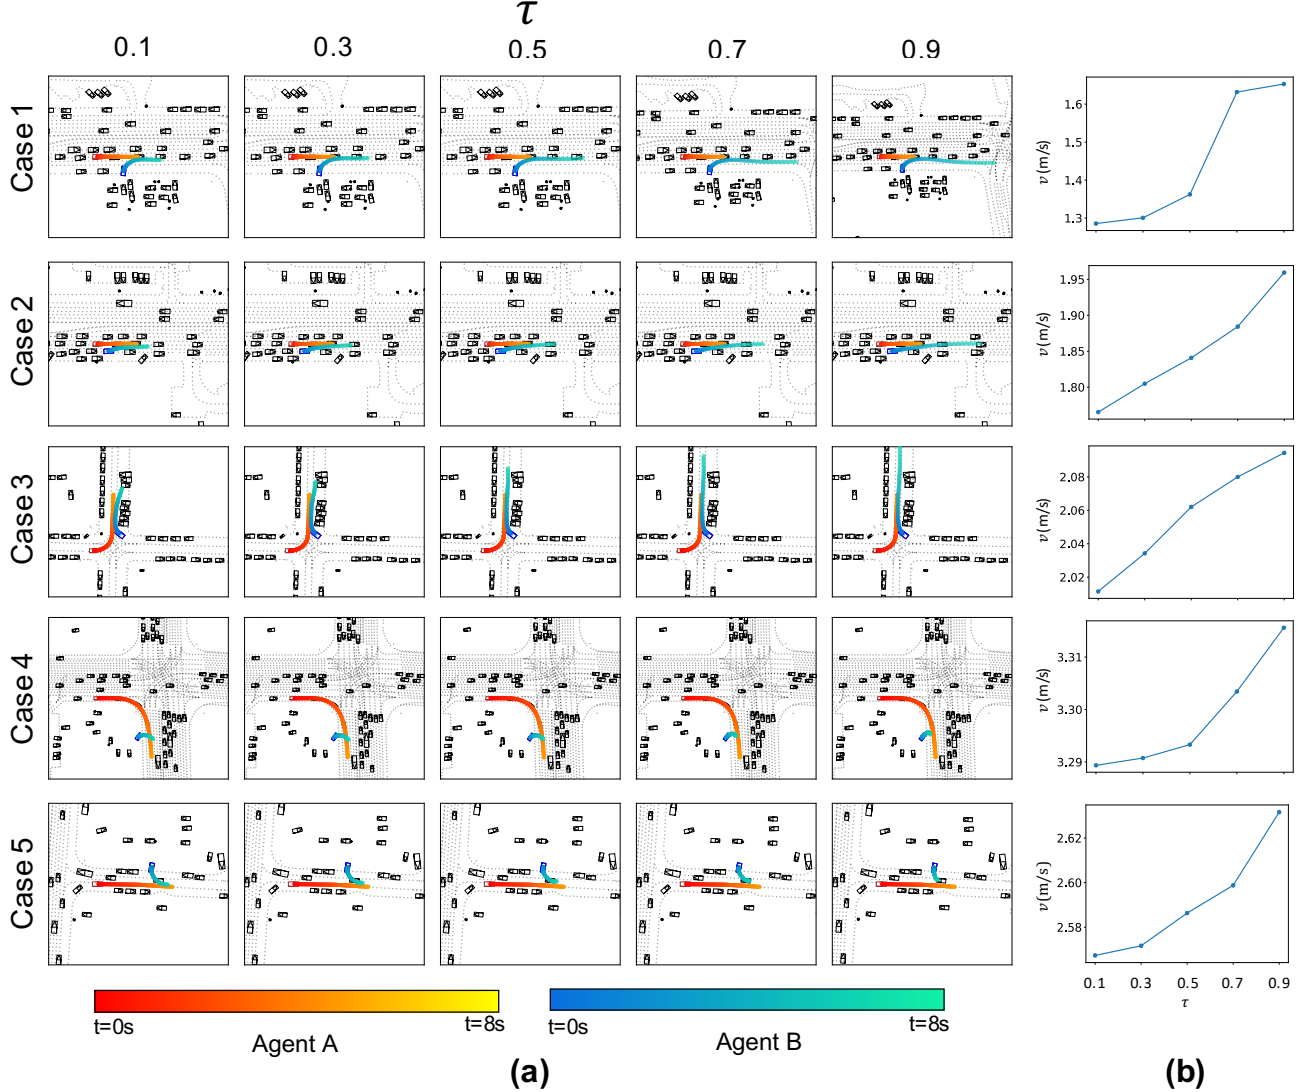 τ
0.1 0.3 0.5 0.7 0.9
Case 1
1.6
1.5
1.4
1.3
v (m/s)
Case 2
1.95
1.90
1.85
1.80
v (m/s)
Case 3
2.08
2.06
2.04
2.02
v (m/s)
Case 4
3.31
3.30
3.29
v (m/s)
Case 5
2.62
2.60
2.58
v (m/s)
0.1 0.3 0.5 0.7 0.9
τ
t=0s t=8s
Agent A
t=0s t=8s
Agent B
(a) (b)